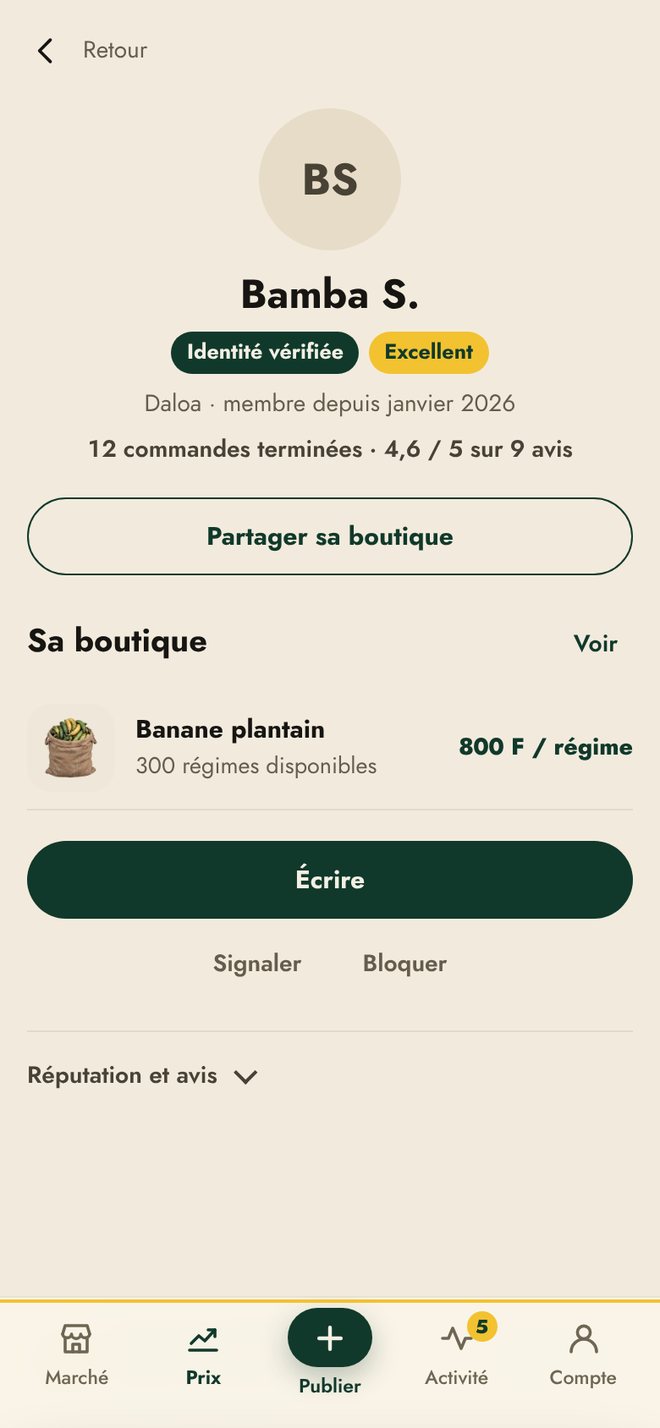 Retour
BS
Bamba S.
Identité vérifiée Excellent
Daloa · membre depuis janvier 2026
12 commandes terminées · 4,6 / 5 sur 9 avis
Partager sa boutique
Sa boutique Voir
Banane plantain
300 régimes disponibles
800 F / régime
Écrire
Signaler Bloquer
Réputation et avis
5
Marché Prix Publier Activité Compte